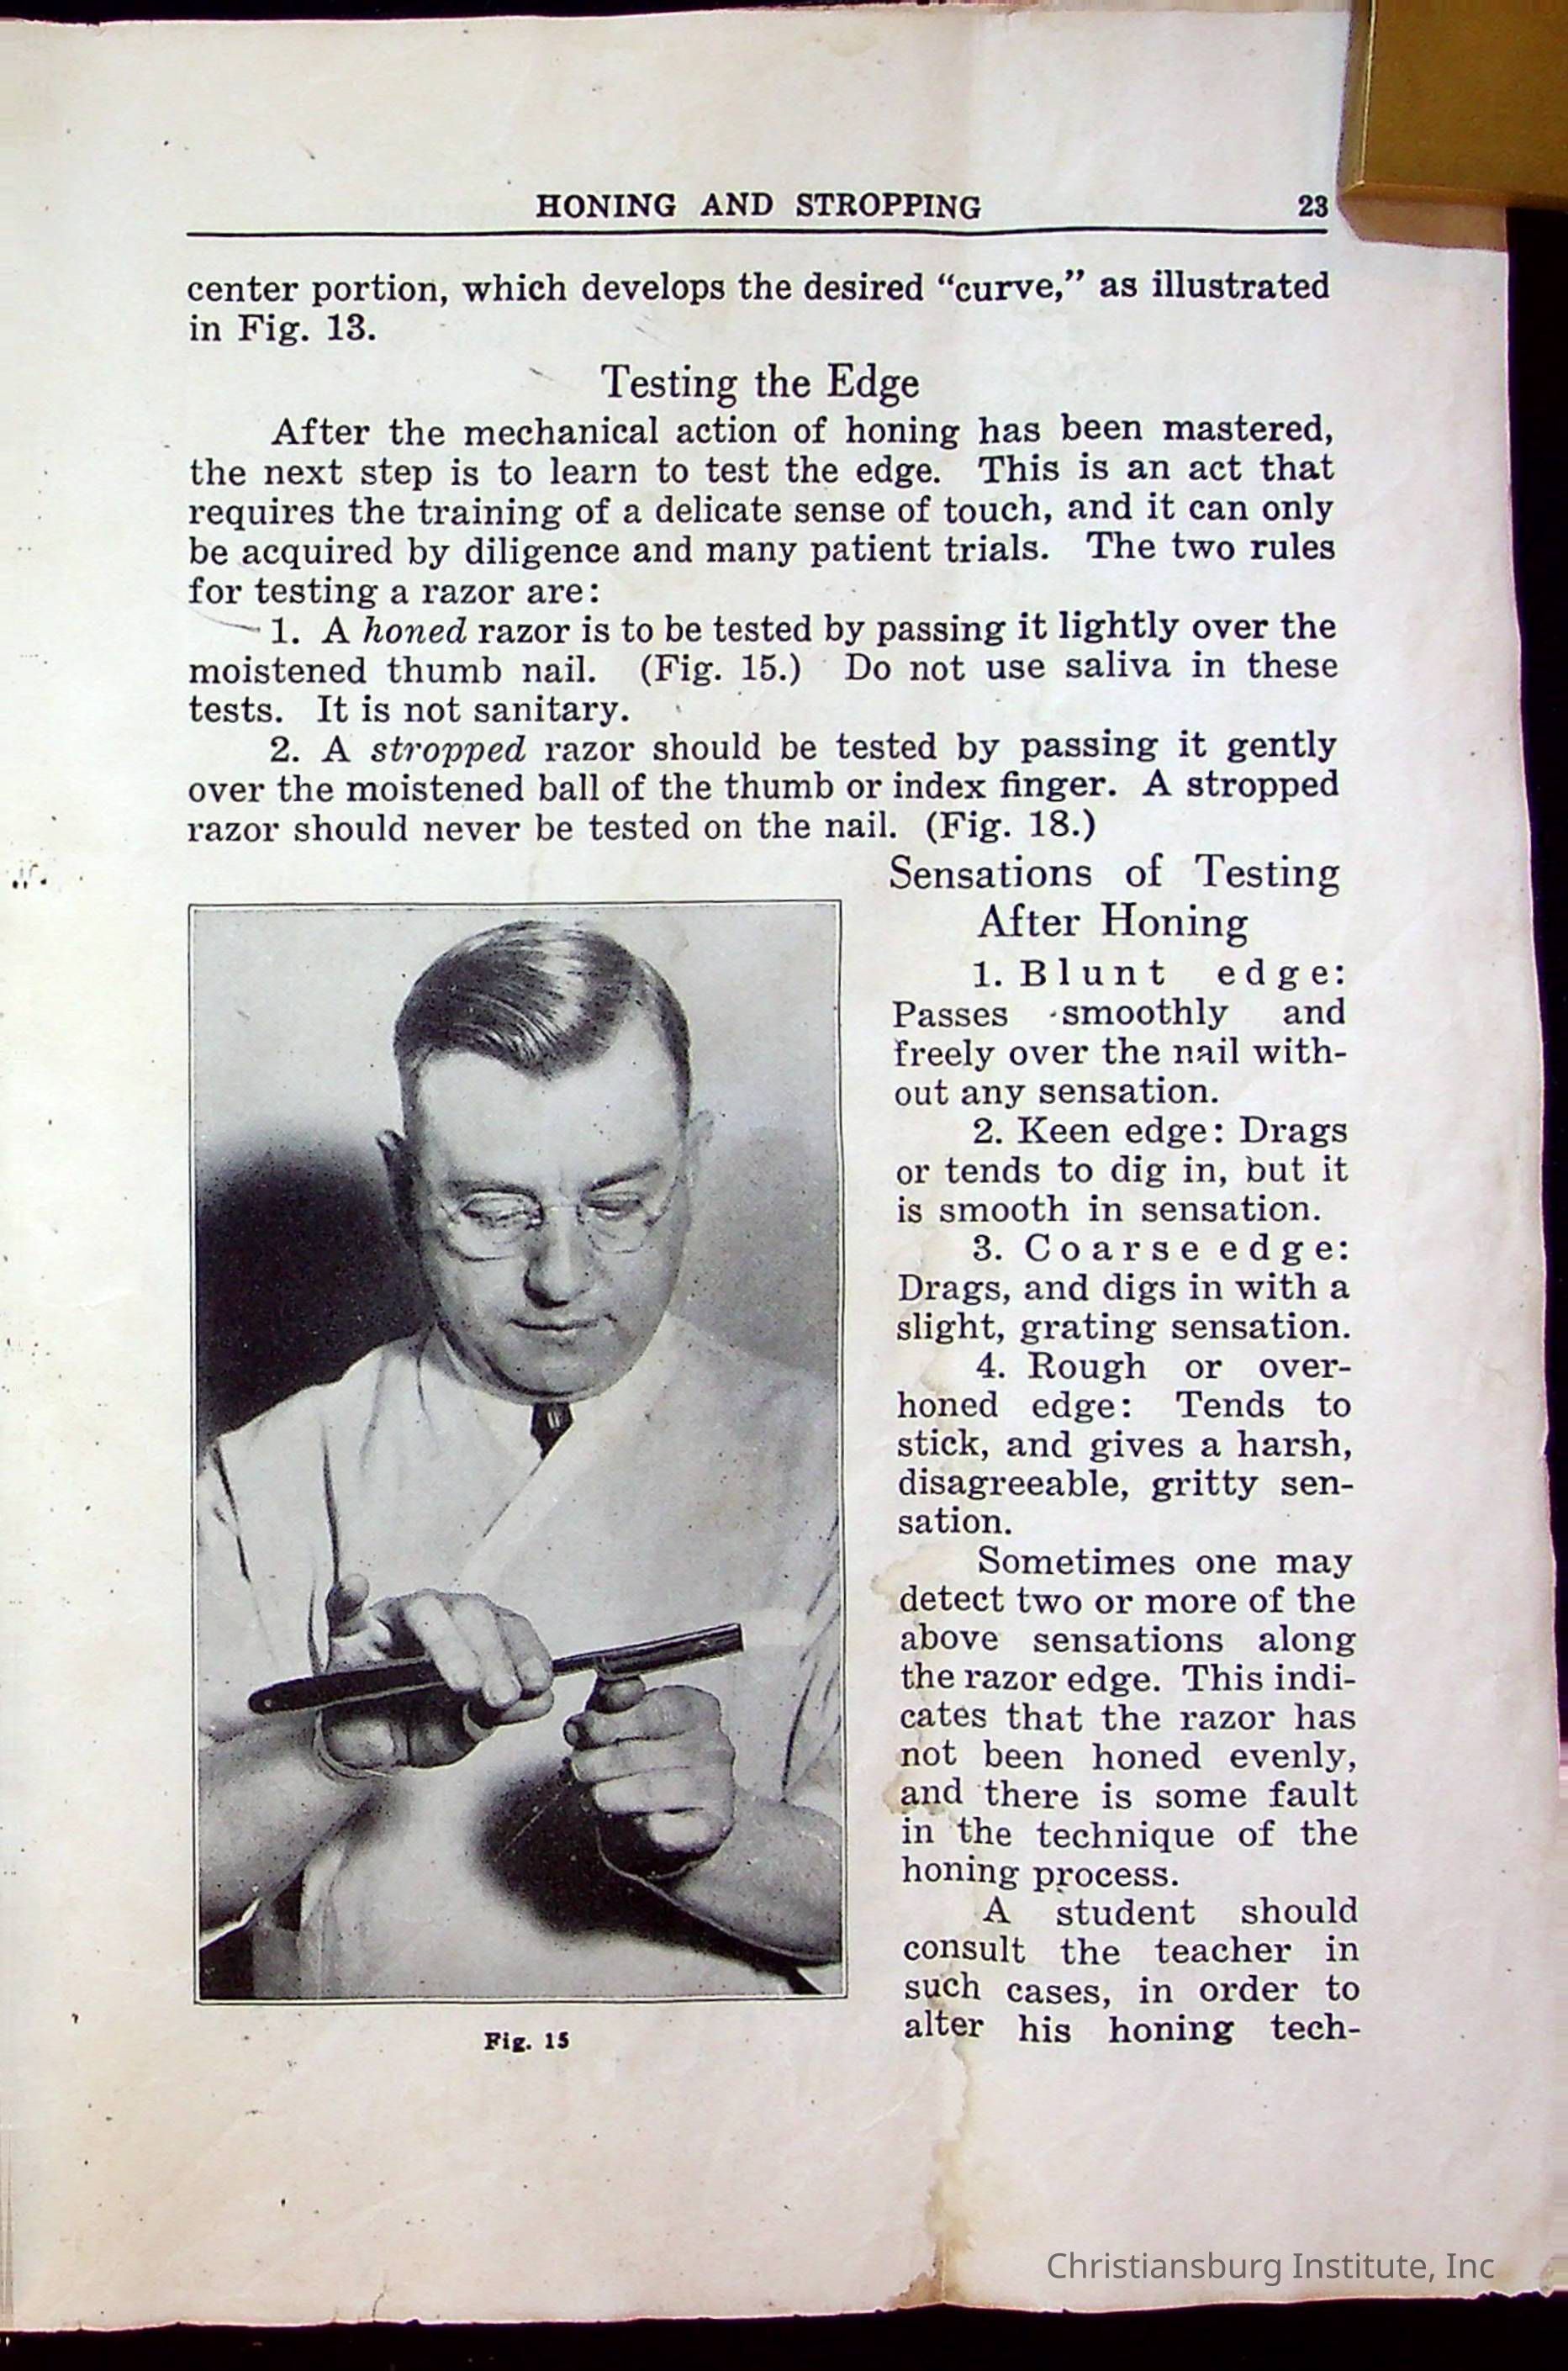 HONING AND STROPPING 23
center portion, which develops the desired “curve,” as illustrated
in Fig. 13.
Testing the Edge
After the mechanical action of honing has been mastered,
the next step is to learn to test the edge. This is an act that
requires the training of a delicate sense of touch, and it can only
be acquired by diligence and many patient trials. The two rules
for testing a razor are:
1. A honed razor is to be tested by passing it lightly over the
moistened thumb nail. (Fig. 15.) Do not use saliva in these
tests. It is not sanitary.
2. A stropped razor should be tested by passing it gently
over the moistened ball of the thumb or index finger. A stropped
razor should never be tested on the nail. (Fig. 18.)
Sensations of Testing
After Honing
1. Blunt edge:
Passes smoothly and
freely over the nail with-
out any sensation.
2. Keen edge: Drags
or tends to dig in, but it
is smooth in sensation.
3. Coarse edge:
Drags, and digs in with a
slight, grating sensation.
4. Rough or over-
honed edge: Tends to
stick, and gives a harsh,
disagreeable, gritty sen-
sation.
Sometimes one may
detect two or more of the
above sensations along
the razor edge. This indi-
cates that the razor has
not been honed evenly,
and there is some fault
in the technique of the
honing process.
A student should
consult the teacher in
such cases, in order to
alter his honing tech-
Fig. 15
Christiansburg Institute, Inc